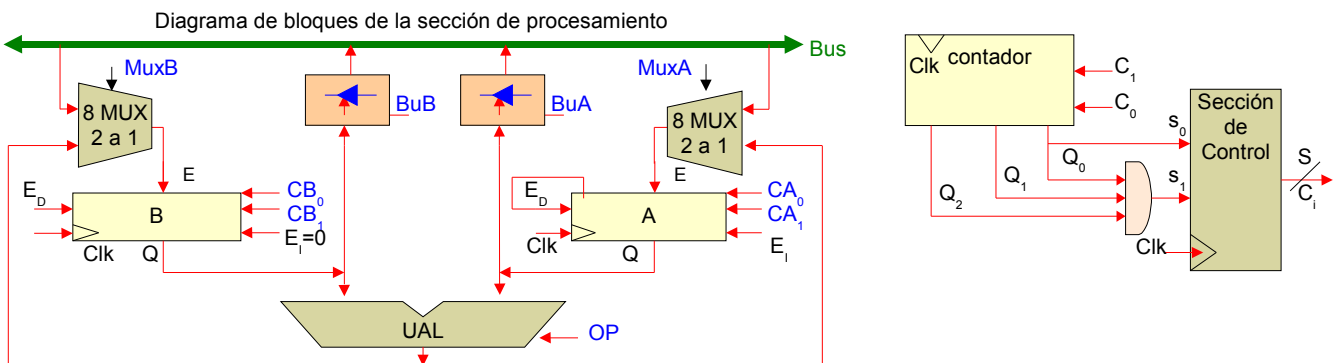 Diagrama de bloques de la sección de procesamiento
Bus
MuxB
MuxA
BuB
BuA
8 MUX
2 a 1
8 MUX
2 a 1
E
E
E_D
B
CB_0
CB_1
E_I=0
Clk
Q
E_D
A
CA_0
CA_1
E_I
Clk
Q
UAL
OP
Clk
contador
C_1
C_0
Q_2
Q_1
Q_0
s_0
s_1
Sección
de
Control
Clk
S
C_i